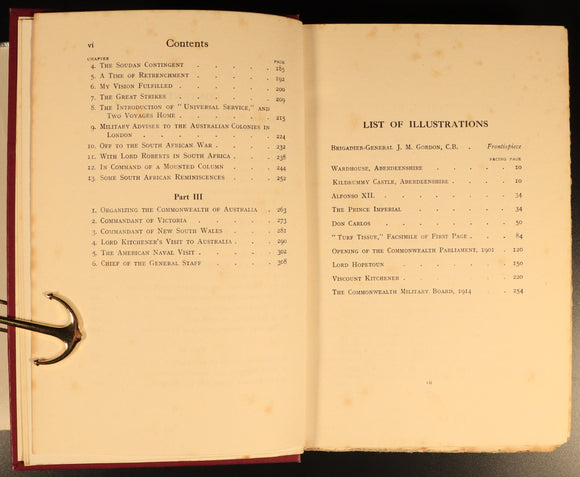 vi Contents
CHAPTER PAGE
4. The Soudan Contingent . . . . . 185
5. A Time of Retrenchment . . . . . 192
6. My Vision Fulfilled . . . . . 200
7. The Great Strikes . . . . . 209
8. The Introduction of "Universal Service," and
Two Voyages Home . . . . . 215
9. Military Adviser to the Australian Colonies in
London . . . . . 224
10. Off to the South African War . . . 232
11. With Lord Roberts in South Africa . . 238
12. In Command of a Mounted Column . . . 244
13. Some South African Reminiscences . . . 252
Part III
1. Organizing the Commonwealth of Australia . 263
2. Commandant of Victoria . . . . 273
3. Commandant of New South Wales . . . 281
4. Lord Kitchener's Visit to Australia . . 290
5. The American Naval Visit . . . . 302
6. Chief of the General Staff . . . . 308
LIST OF ILLUSTRATIONS
Brigadier-General J. M. Gordon, C.B. . Frontispiece
FACING PAGE
Wardhouse, Aberdeenshire . . . . 10
Kildrummy Castle, Aberdeenshire . . . 10
Alfonso XII. . . . . . 34
The Prince Imperial . . . . . 34
Don Carlos . . . . . 50
"Turf Tissue," Facsimile of First Page . . 84
Opening of the Commonwealth Parliament, 1901 . 120
Lord Hopetoun . . . . . 150
Viscount Kitchener . . . . . 220
The Commonwealth Military Board, 1914 . . 254